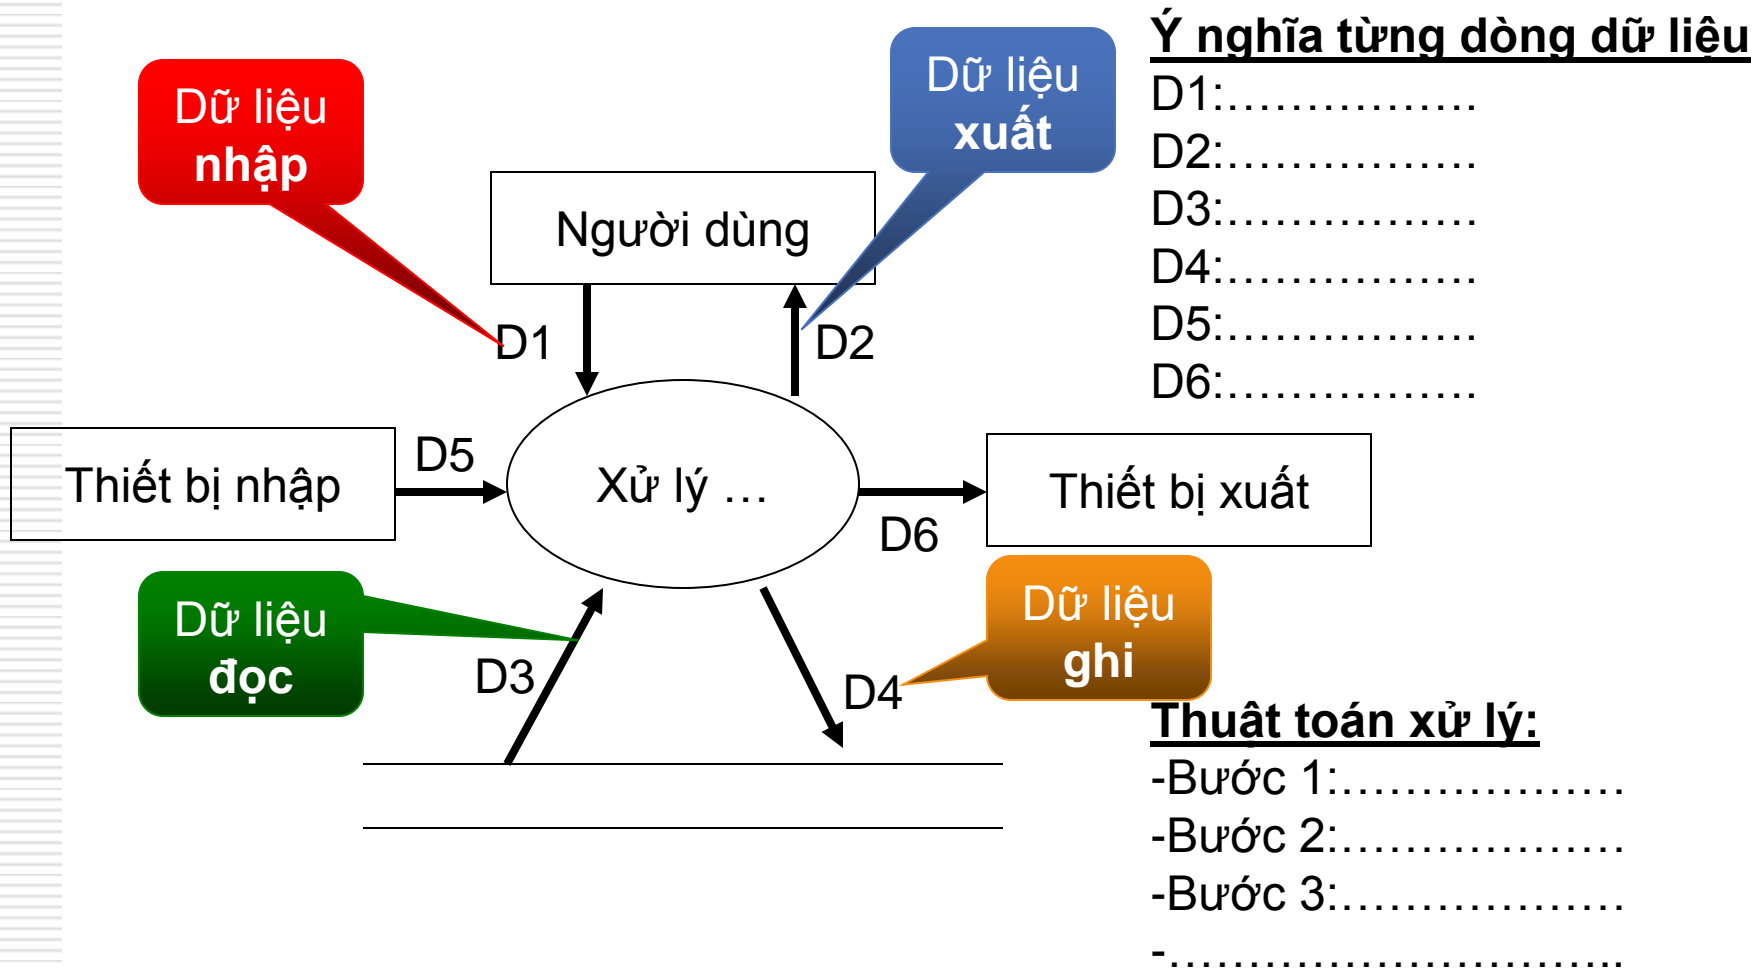 Dữ liệu
nhập
Dữ liệu
xuất
Người dùng
D1
D2
Thiết bị nhập
D5
Xử lý ...
D6
Thiết bị xuất
Dữ liệu
đọc
D3
D4
Dữ liệu
ghi
Ý nghĩa từng dòng dữ liệu
D1:................
D2:................
D3:................
D4:................
D5:................
D6:................
Thuật toán xử lý:
-Bước 1:..................
-Bước 2:..................
-Bước 3:..................
-.............................